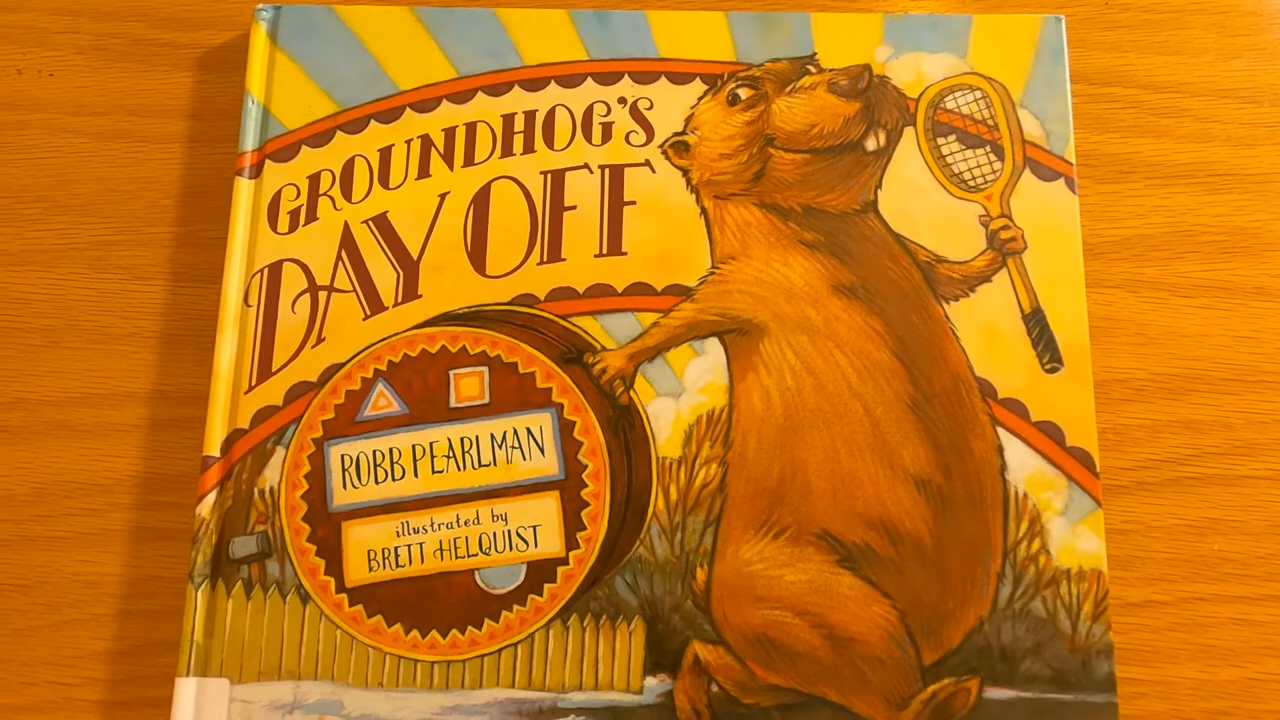 GROUNDHOG'S
DAY OFF
ROBB PEARLMAN
illustrated by
BRETT HELQUIST